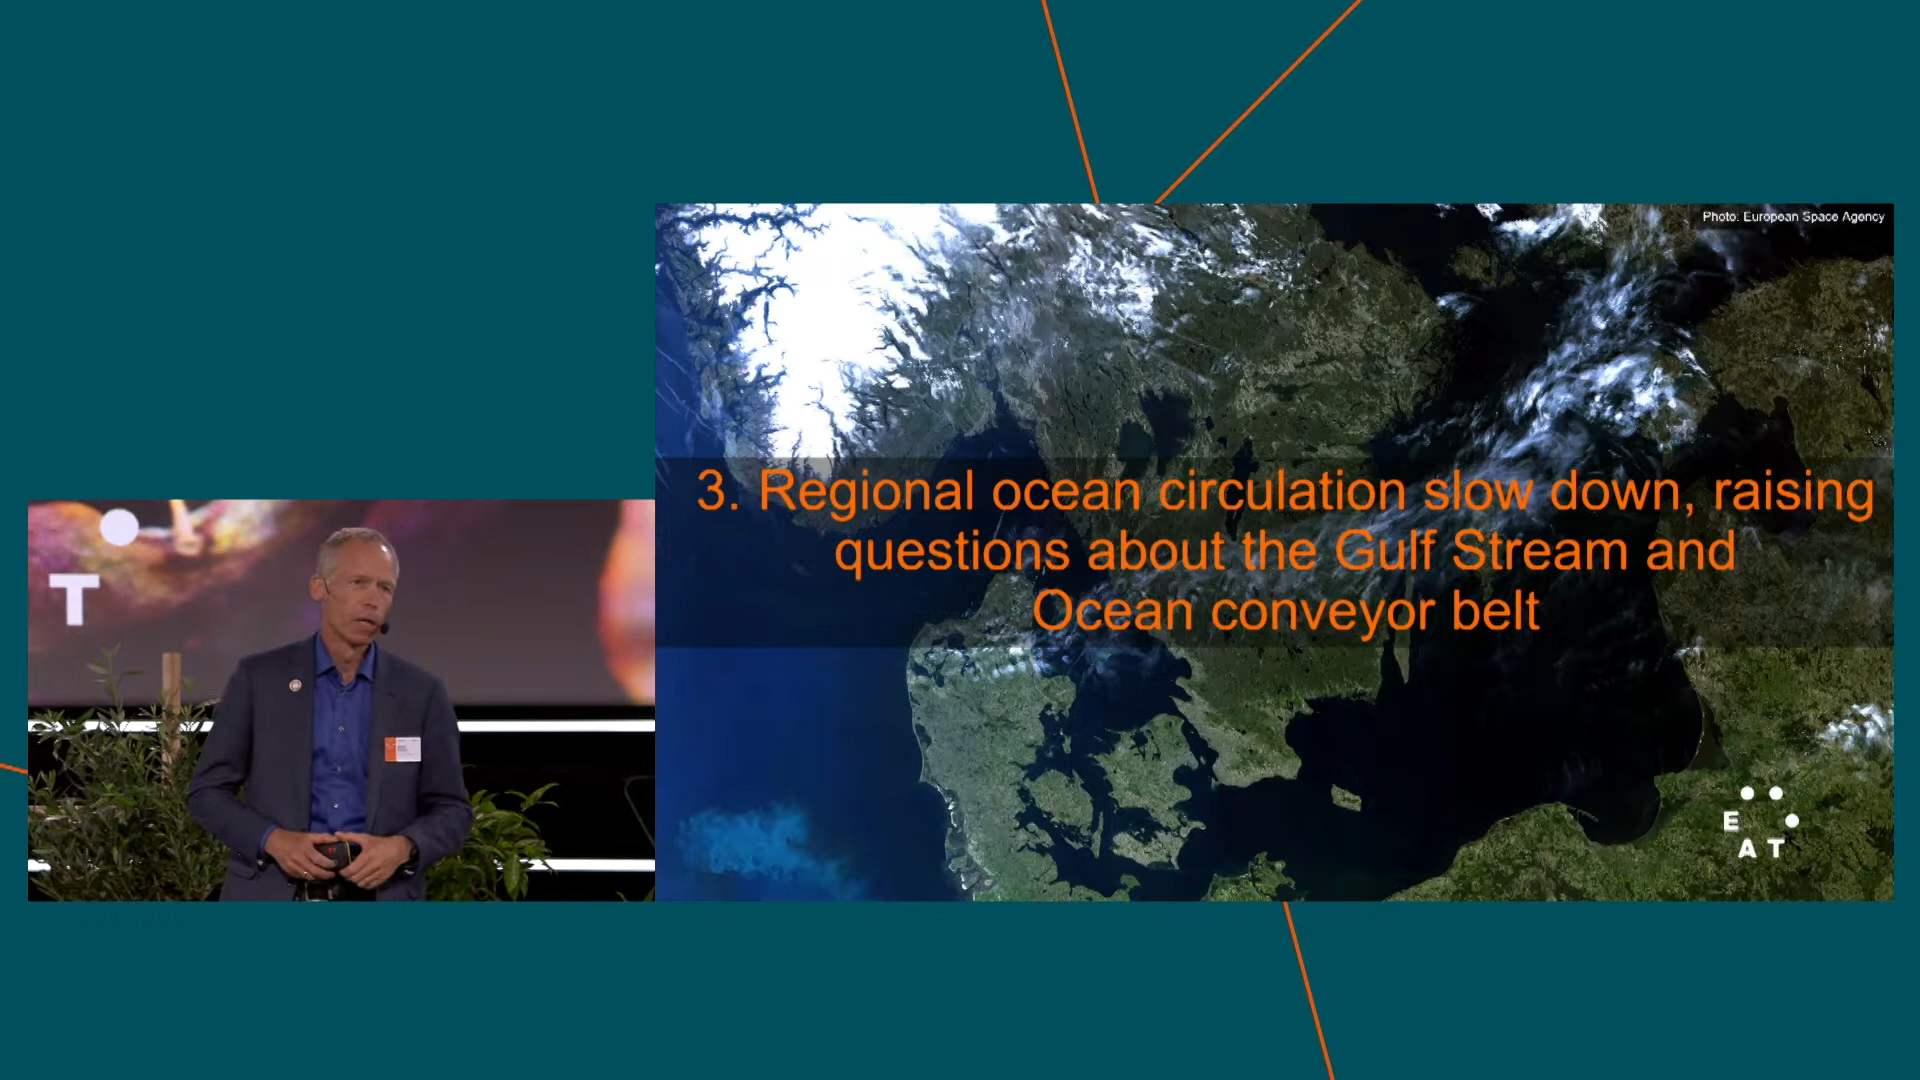 Photo: European Space Agency
3. Regional ocean circulation slow down, raising
questions about the Gulf Stream and
Ocean conveyor belt
T
E
A T